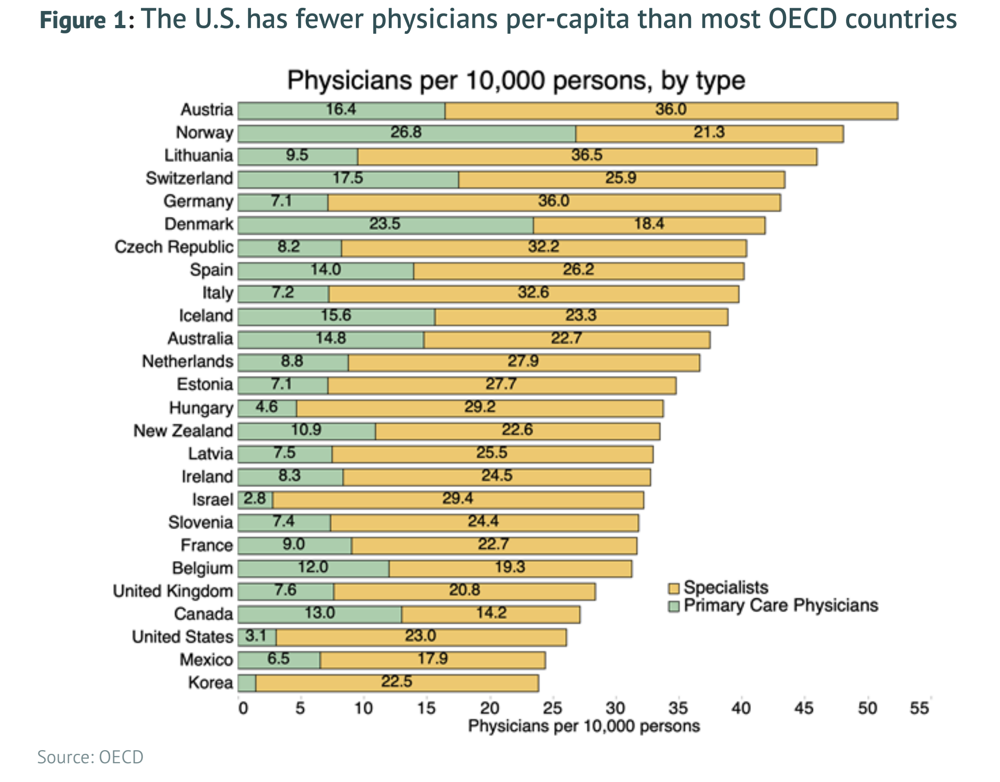 Figure 1: The U.S. has fewer physicians per-capita than most OECD countries
Physicians per 10,000 persons, by type
Austria 16.4 36.0
Norway 26.8 21.3
Lithuania 9.5 36.5
Switzerland 17.5 25.9
Germany 7.1 36.0
Denmark 23.5 18.4
Czech Republic 8.2 32.2
Spain 14.0 26.2
Italy 7.2 32.6
Iceland 15.6 23.3
Australia 14.8 22.7
Netherlands 8.8 27.9
Estonia 7.1 27.7
Hungary 4.6 29.2
New Zealand 10.9 22.6
Latvia 7.5 25.5
Ireland 8.3 24.5
Israel 2.8 29.4
Slovenia 7.4 24.4
France 9.0 22.7
Belgium 12.0 19.3
United Kingdom 7.6 20.8
Canada 13.0 14.2
United States 3.1 23.0
Mexico 6.5 17.9
Korea 22.5
Specialists
Primary Care Physicians
0 5 10 15 20 25 30 35 40 45 50 55
Physicians per 10,000 persons
Source: OECD